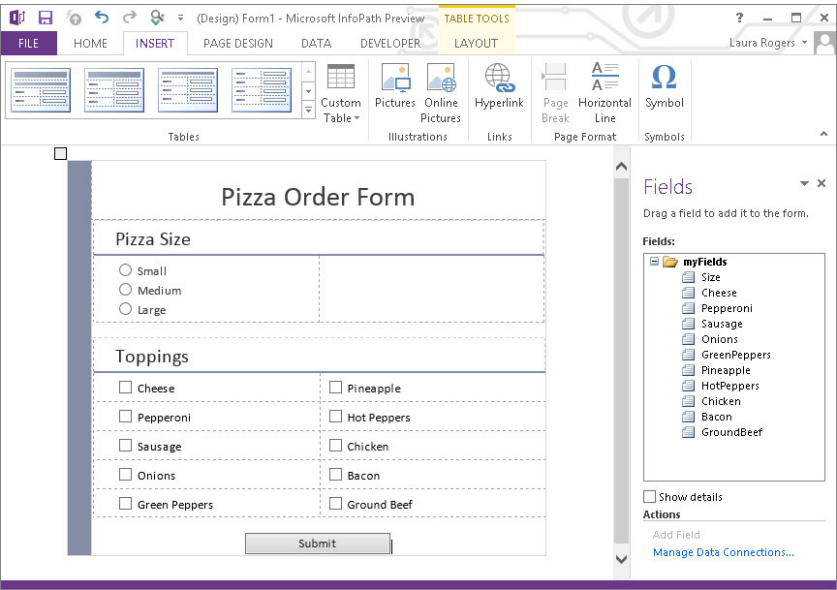 (Design) Form1 - Microsoft InfoPath Preview
TABLE TOOLS
?
FILE HOME INSERT PAGE DESIGN DATA DEVELOPER LAYOUT
Laura Rogers
Custom Table
Pictures
Online Pictures
Hyperlink
Page Break
Horizontal Line
Symbol
Tables Illustrations Links Page Format Symbols
Pizza Order Form
Pizza Size
Small
Medium
Large
Toppings
Cheese Pineapple
Pepperoni Hot Peppers
Sausage Chicken
Onions Bacon
Green Peppers Ground Beef
Submit
Fields
Drag a field to add it to the form.
Fields:
myFields
Size
Cheese
Pepperoni
Sausage
Onions
GreenPeppers
Pineapple
HotPeppers
Chicken
Bacon
GroundBeef
Show details
Actions
Add Field
Manage Data Connections...